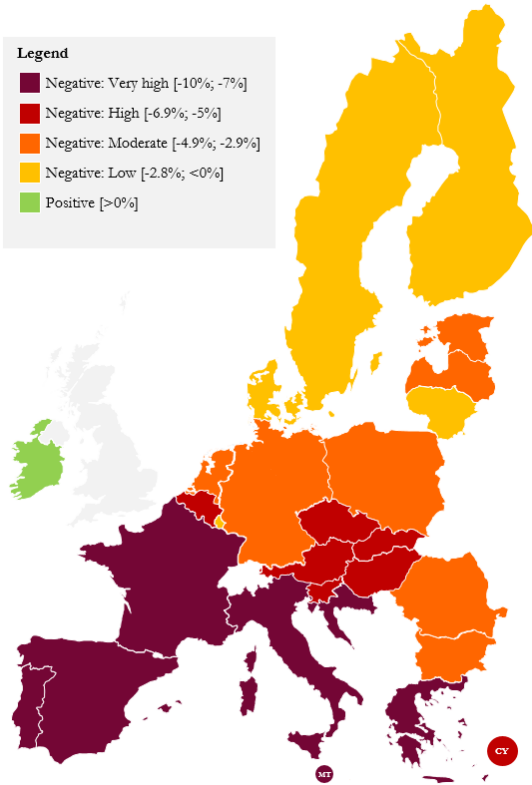 Legend
Negative: Very high [-10%; -7%]
Negative: High [-6.9%; -5%]
Negative: Moderate [-4.9%; -2.9%]
Negative: Low [-2.8%; <0%]
Positive [>0%]
CY
MT